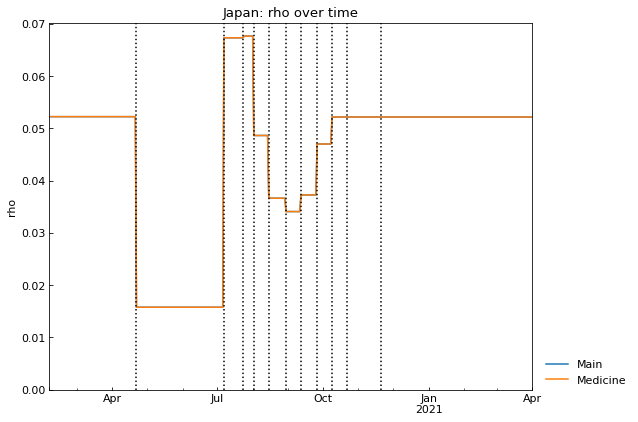 Japan: rho over time
0.07
0.06
0.05
0.04
0.03
0.02
0.01
0.00
rho
Apr
Jul
Oct
Jan
2021
Apr
Main
Medicine